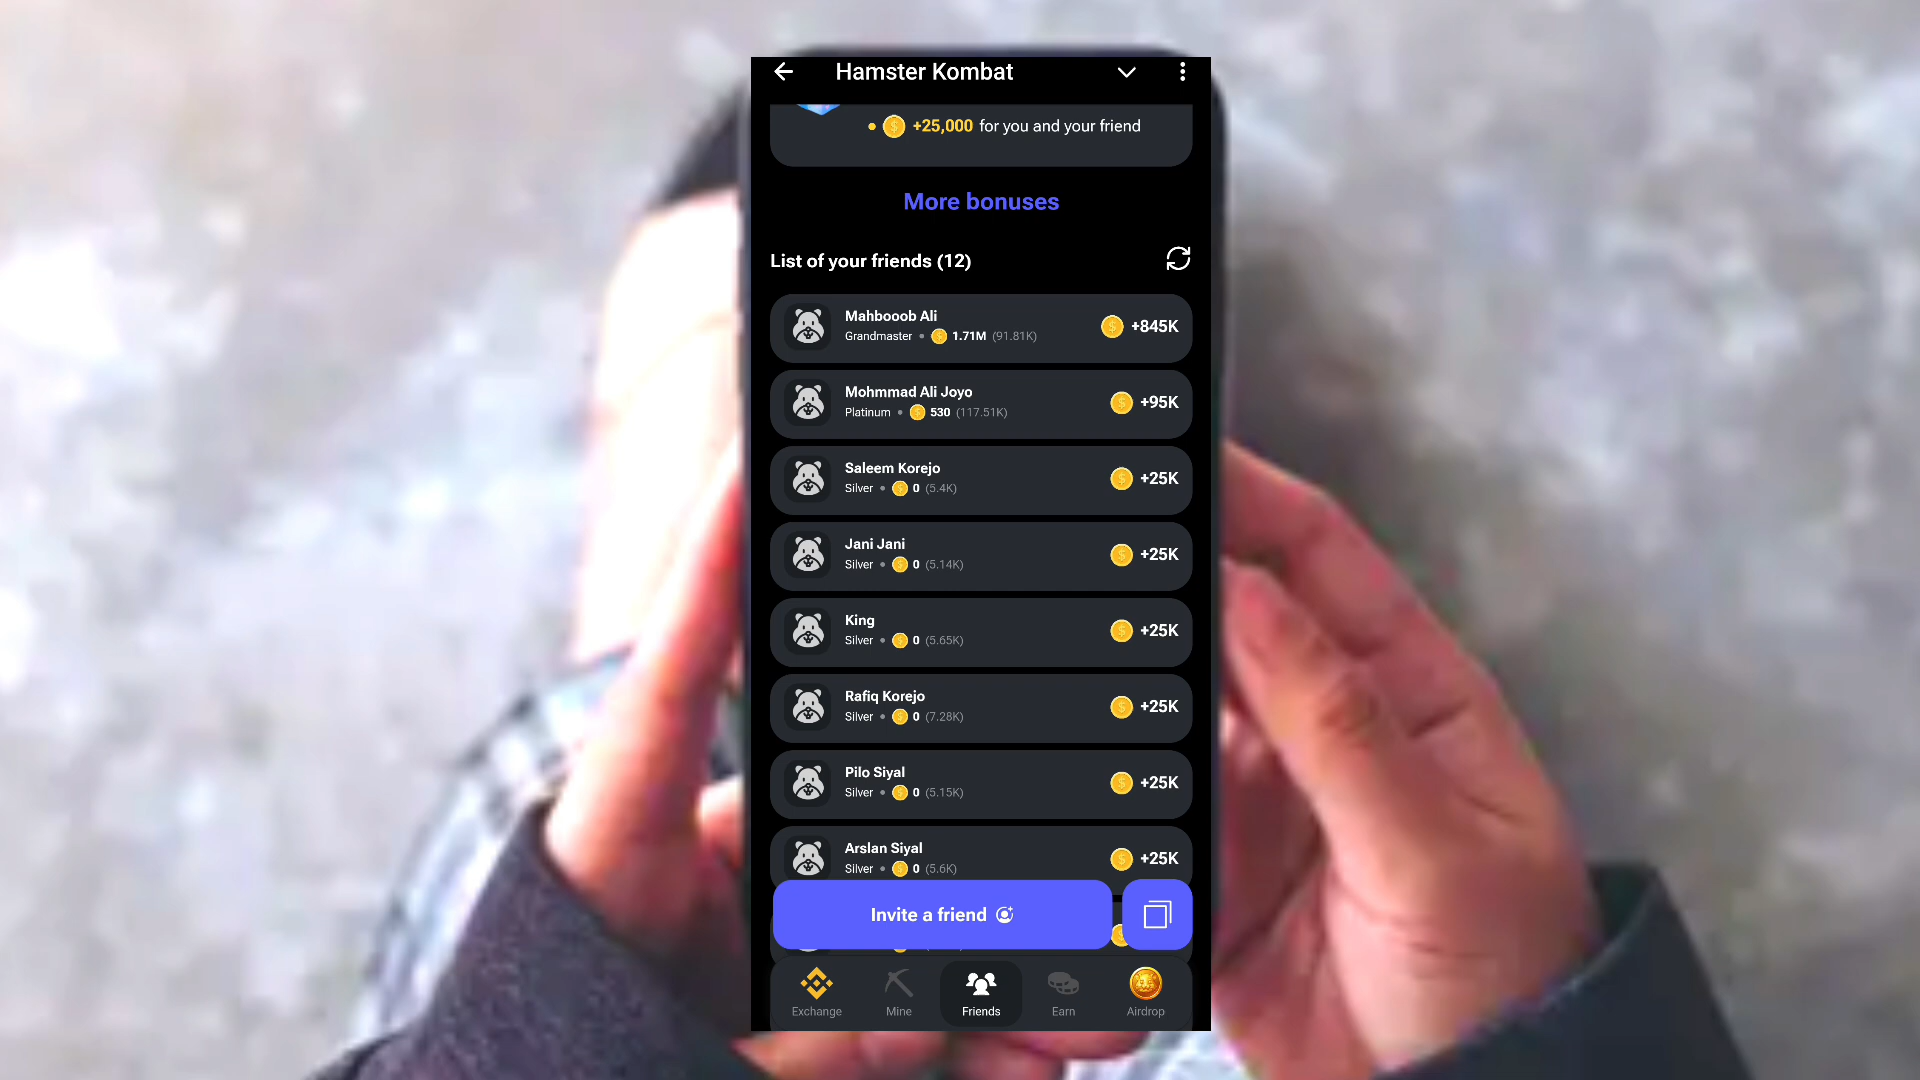 Hamster Kombat
+25,000 for you and your friend
More bonuses
List of your friends (12)
Mahbooob Ali
Grandmaster • 1.71M (91.81K)
+845K
Mohmmad Ali Joyo
Platinum • 530 (117.51K)
+95K
Saleem Korejo
Silver • 0 (5.4K)
+25K
Jani Jani
Silver • 0 (5.14K)
+25K
King
Silver • 0 (5.65K)
+25K
Rafiq Korejo
Silver • 0 (7.28K)
+25K
Pilo Siyal
Silver • 0 (5.15K)
+25K
Arslan Siyal
Silver • 0 (5.6K)
+25K
Invite a friend
Exchange
Mine
Friends
Earn
Airdrop